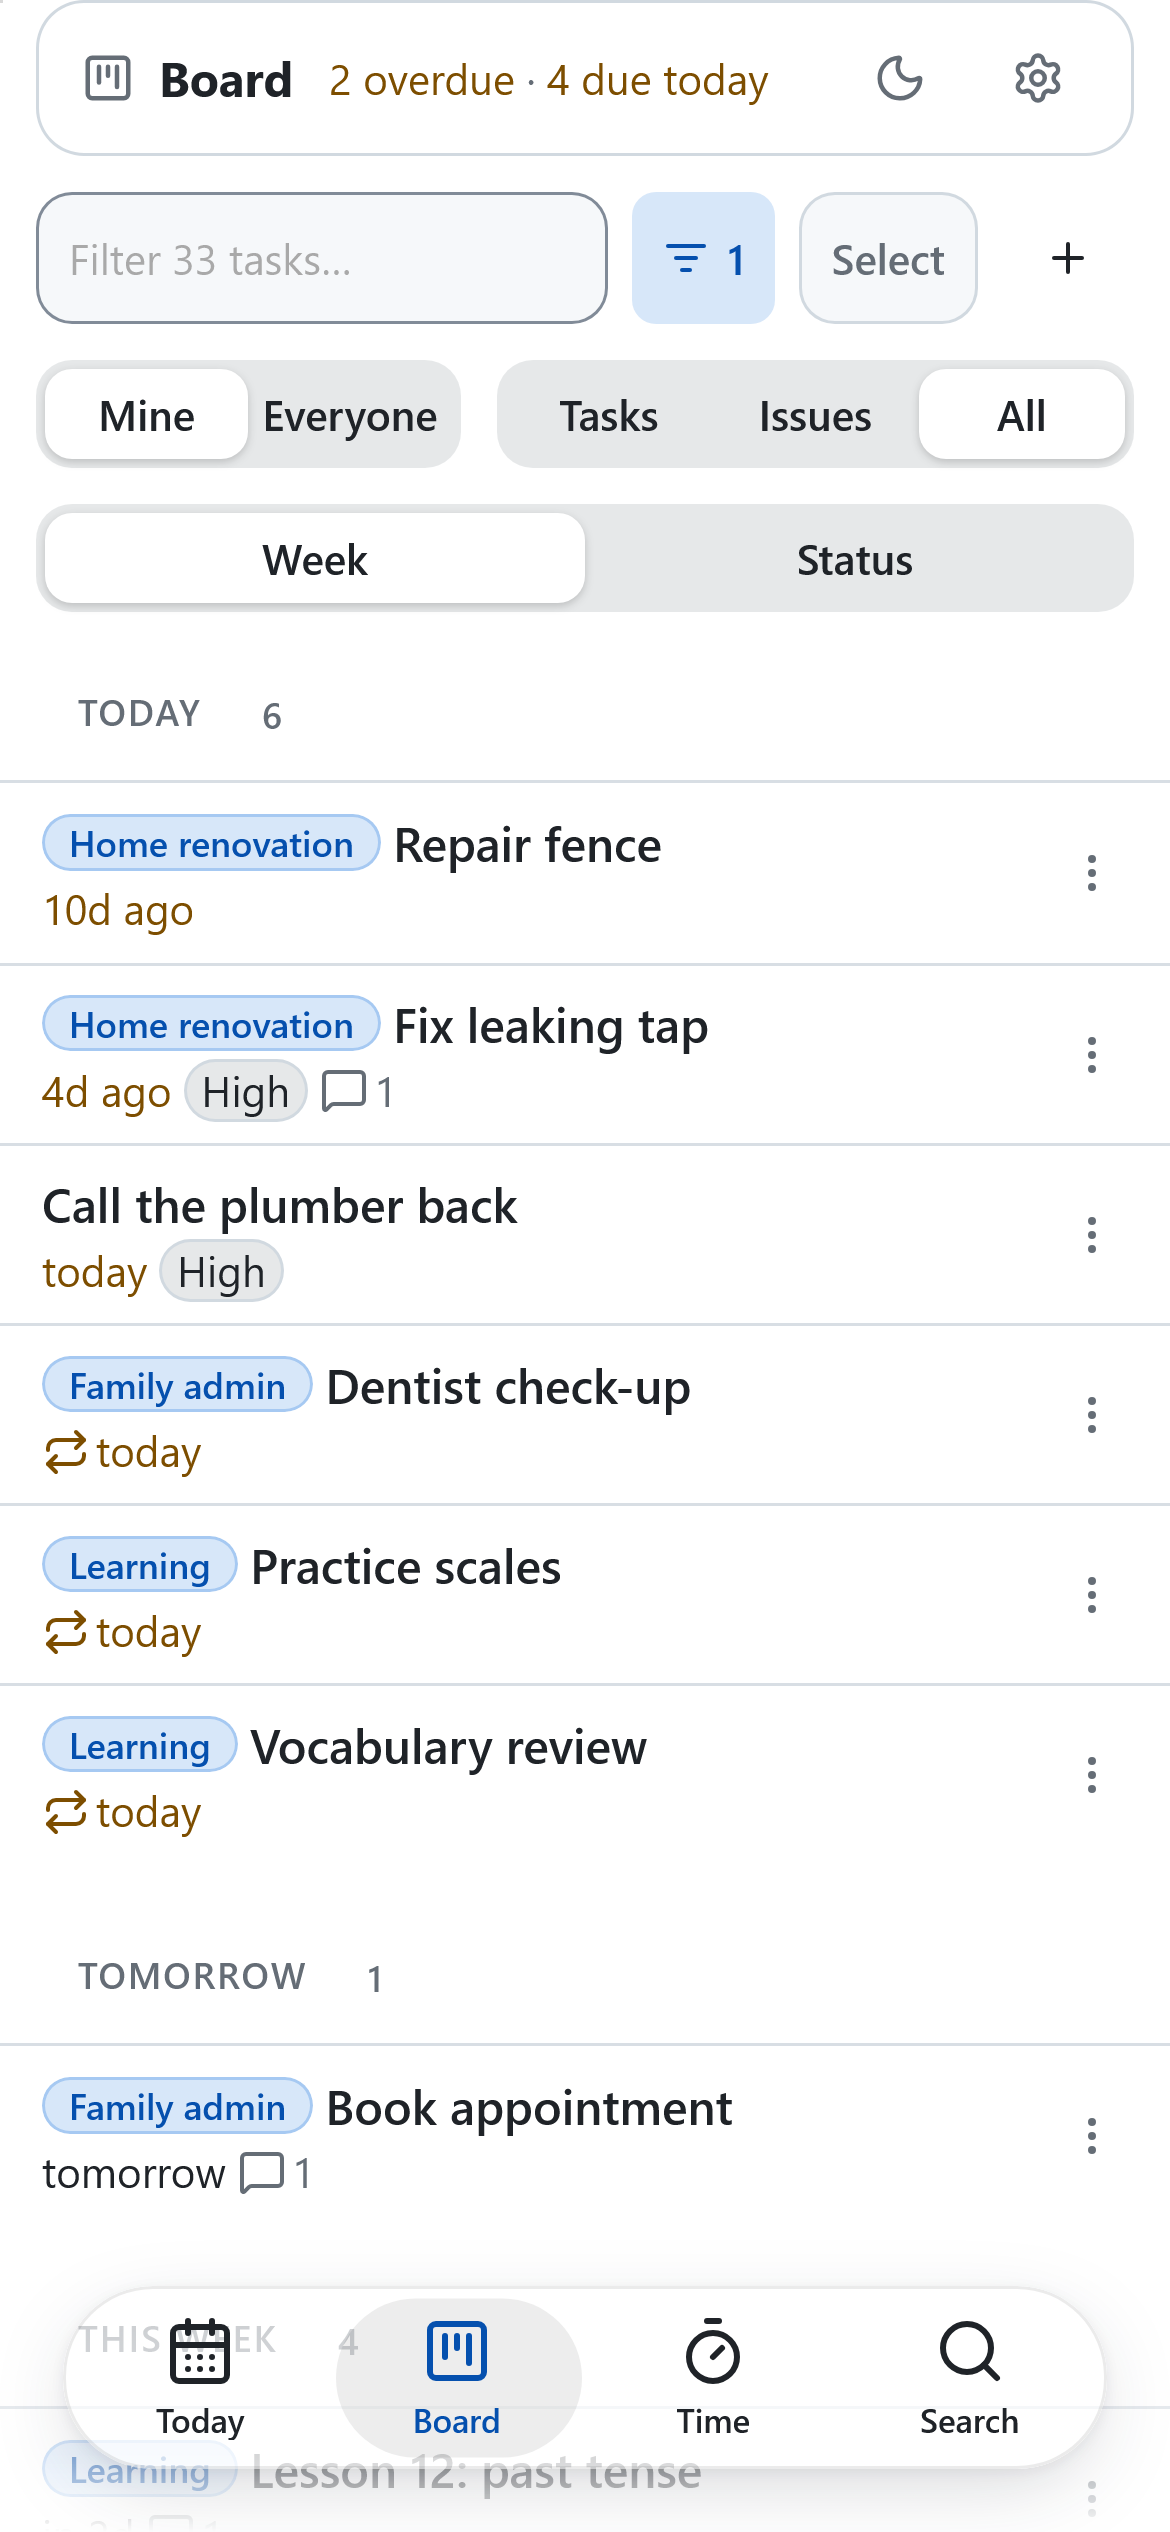 Board 2 overdue · 4 due today
Filter 33 tasks...
1
Select
Mine
Everyone
Tasks
Issues
All
Week
Status
TODAY 6
Home renovation Repair fence
10d ago
Home renovation Fix leaking tap
4d ago High 1
Call the plumber back
today High
Family admin Dentist check-up
today
Learning Practice scales
today
Learning Vocabulary review
today
TOMORROW 1
Family admin Book appointment
tomorrow 1
THIS WEEK 4
Today
Board
Time
Search
Learning Lesson 12: past tense